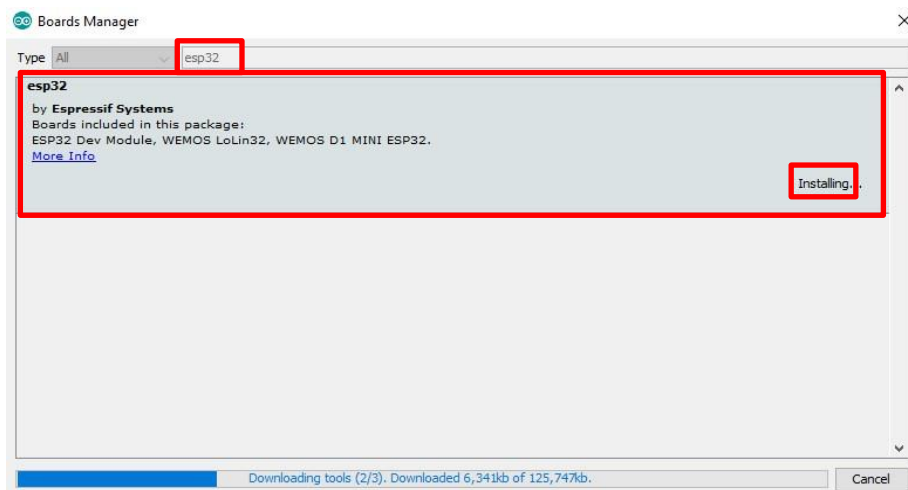 Boards Manager
Type All esp32
esp32
by Espressif Systems
Boards included in this package:
ESP32 Dev Module, WEMOS LoLin32, WEMOS D1 MINI ESP32.
More Info
Installing...
Downloading tools (2/3). Downloaded 6,341kb of 125,747kb.
Cancel